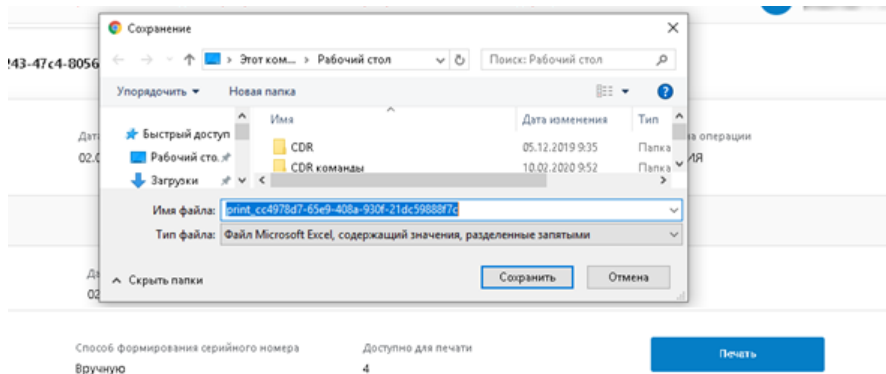 Сохранение
243-47c4-8056
Этот ком... > Рабочий стол
Поиск: Рабочий стол
Упорядочить
Новая папка
Имя
Дата изменения
Тип
Быстрый доступ
Рабочий сто.
Загрузки
CDR
05.12.2019 9:35
Папка
CDR команды
10.02.2020 9:52
Папка
Дат
02.0
на операции
ИЯ
Имя файла: print_cc4978d7-65e9-408a-930f-21dc59888f7c
Тип файла: Файл Microsoft Excel, содержащий значения, разделенные запятыми
Скрыть папки
Сохранить
Отмена
Да
02
Способ формирования серийного номера
Доступно для печати
Вручную
4
Печать